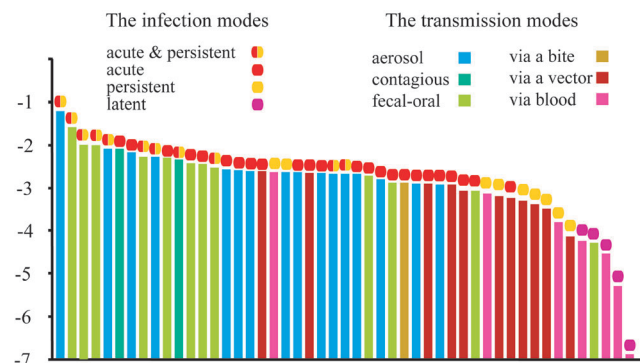 The infection modes
acute & persistent
acute
persistent
latent
The transmission modes
aerosol
contagious
fecal-oral
via a bite
via a vector
via blood
-1
-2
-3
-4
-5
-6
-7